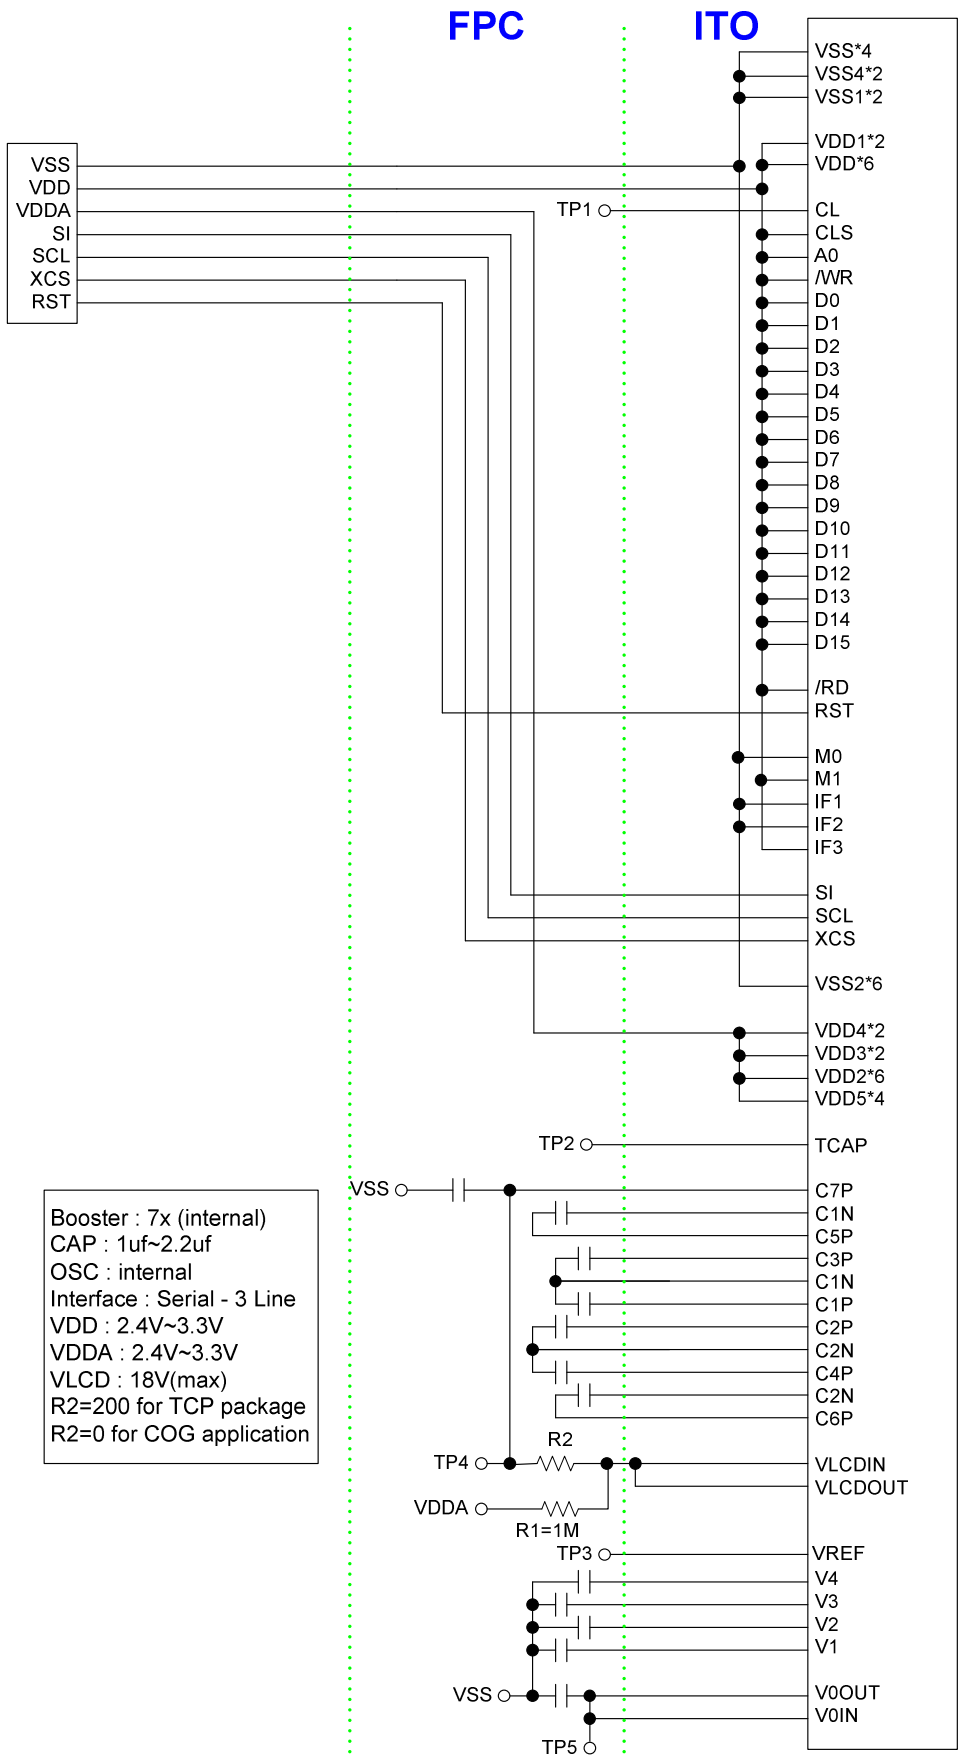 FPC
ITO
VSS
VDD
VDDA
SI
SCL
XCS
RST
VSS*4
VSS4*2
VSS1*2
VDD1*2
VDD*6
TP1
CL
CLS
A0
/WR
D0
D1
D2
D3
D4
D5
D6
D7
D8
D9
D10
D11
D12
D13
D14
D15
/RD
RST
M0
M1
IF1
IF2
IF3
SI
SCL
XCS
VSS2*6
VDD4*2
VDD3*2
VDD2*6
VDD5*4
TP2
TCAP
VSS
C7P
C1N
C5P
C3P
C1N
C1P
C2P
C2N
C4P
C2N
C6P
Booster : 7x (internal)
CAP : 1uf~2.2uf
OSC : internal
Interface : Serial - 3 Line
VDD : 2.4V~3.3V
VDDA : 2.4V~3.3V
VLCD : 18V(max)
R2=200 for TCP package
R2=0 for COG application
R2
TP4
VLCDIN
VDDA
VLCDOUT
R1=1M
TP3
VREF
V4
V3
V2
V1
VSS
V0OUT
V0IN
TP5